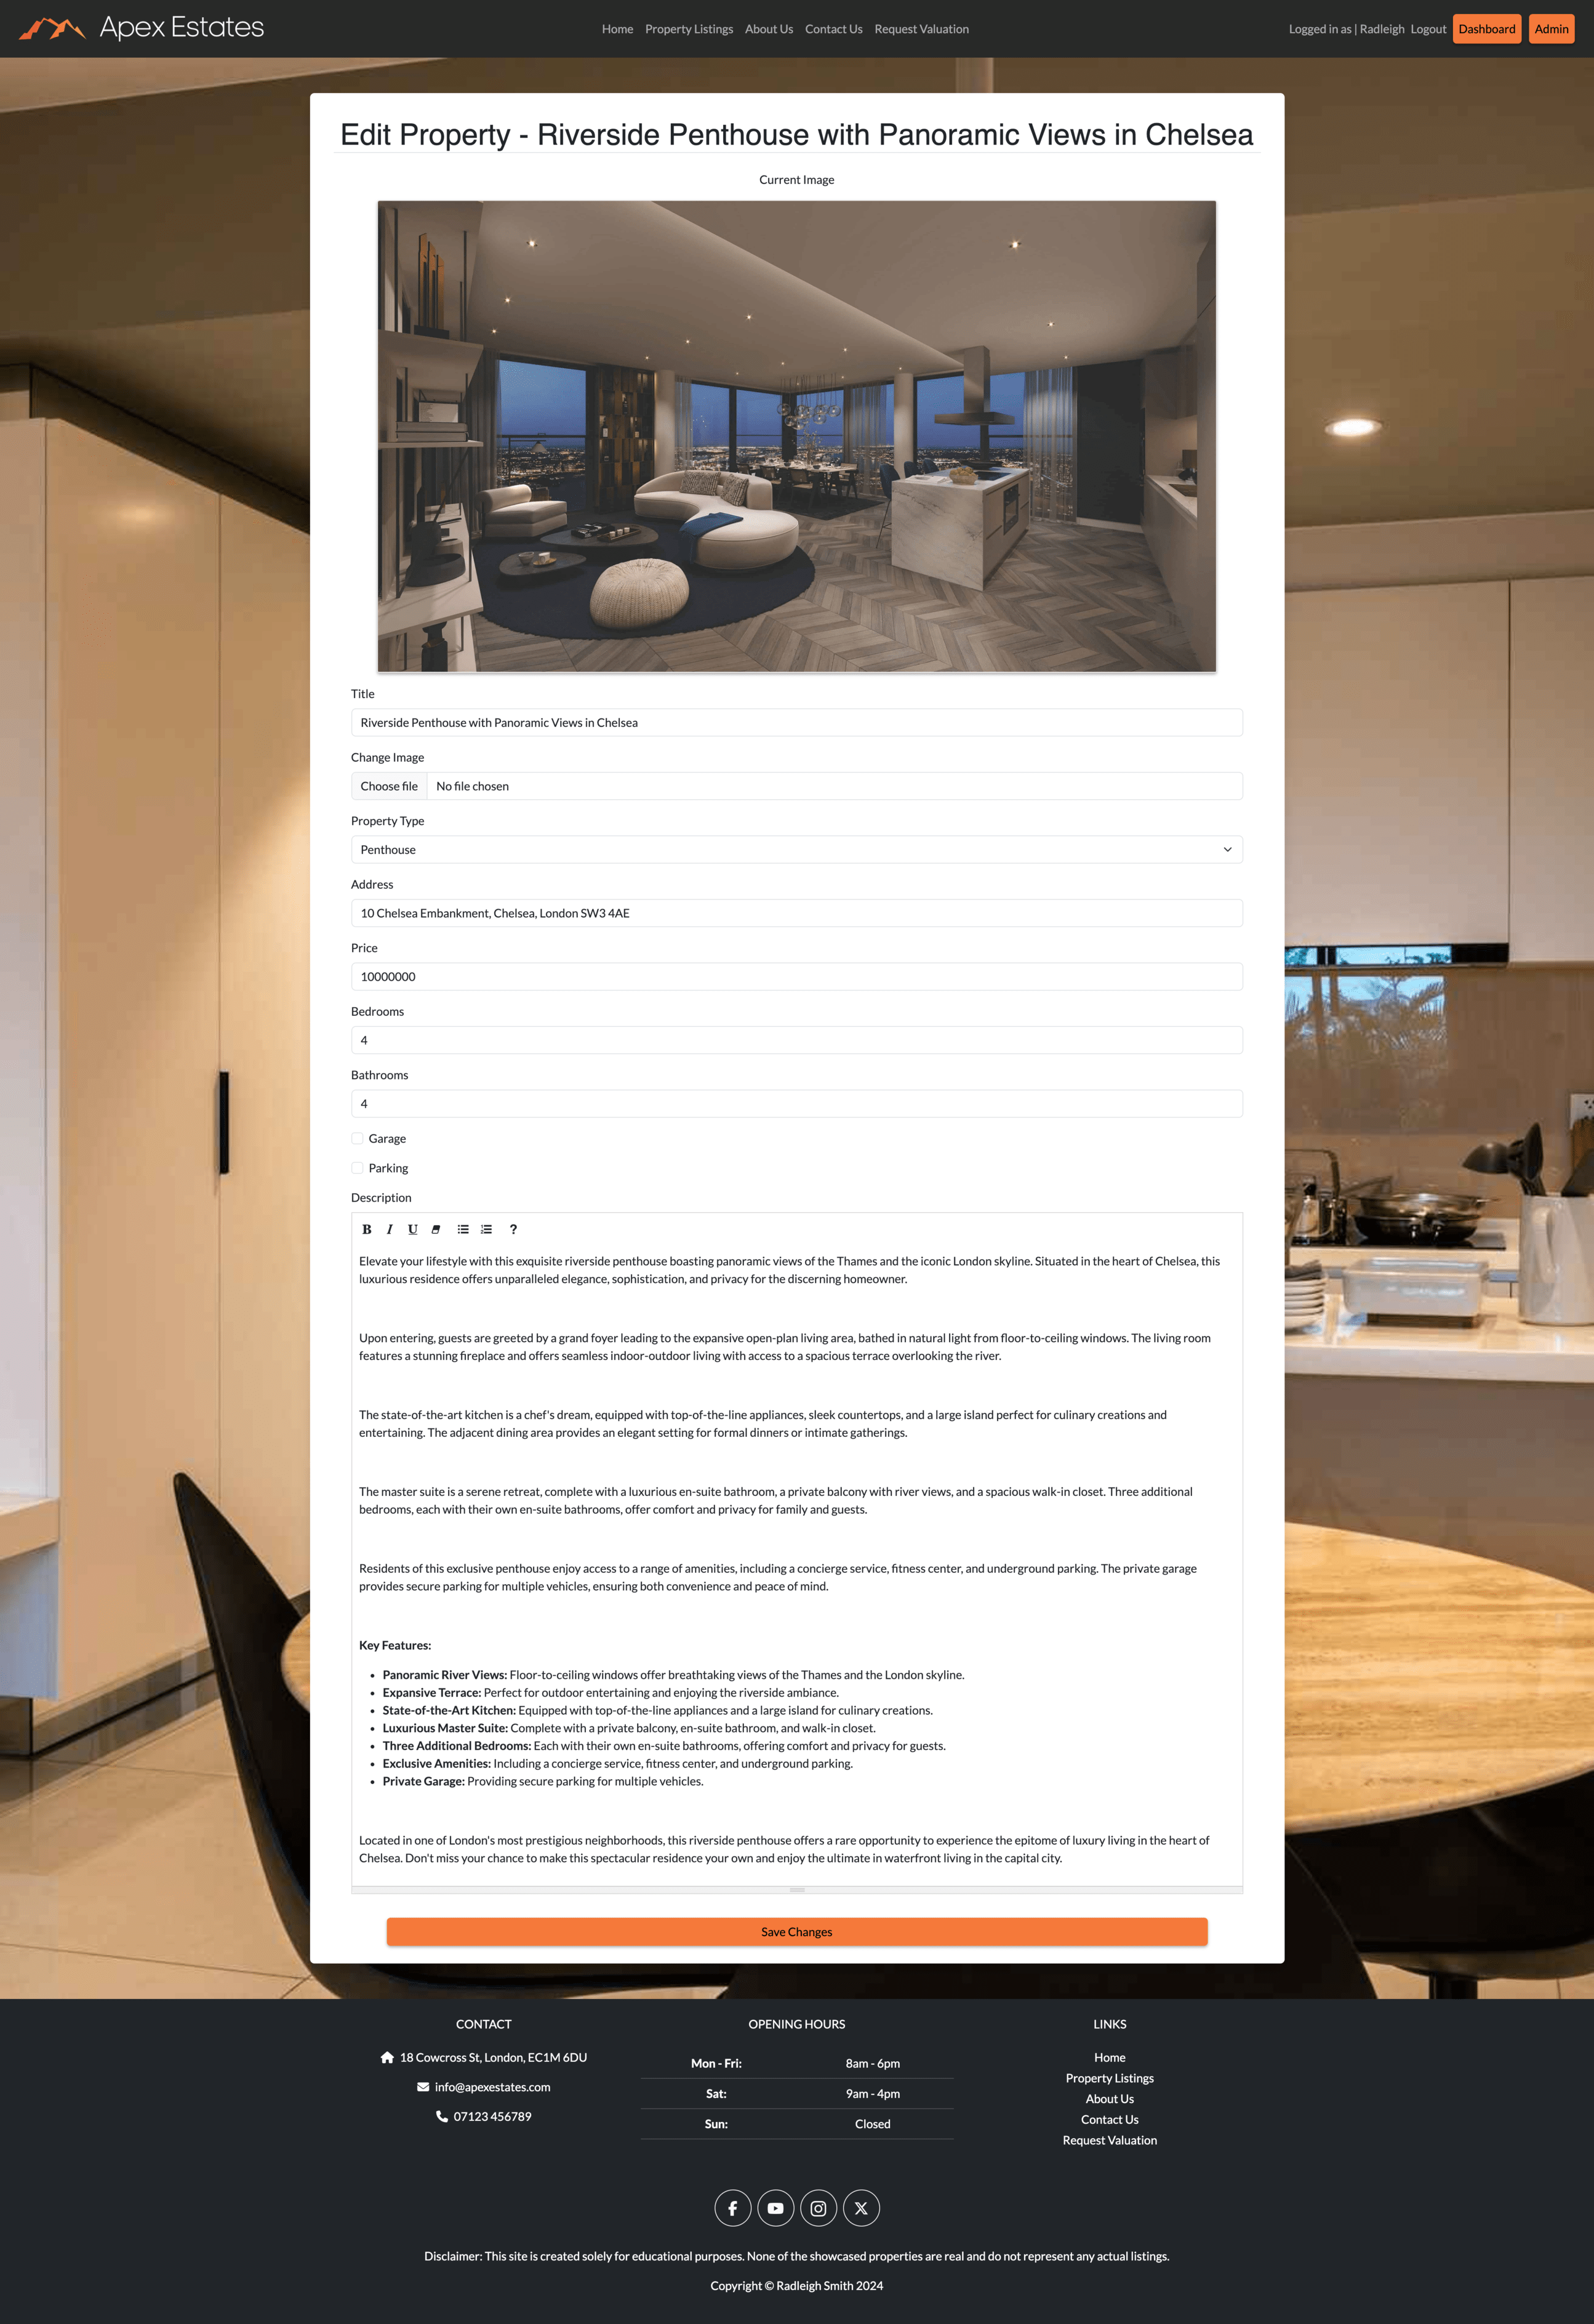 Apex Estates
Home Property Listings About Us Contact Us Request Valuation
Logged in as | Radleigh Logout Dashboard Admin
Edit Property - Riverside Penthouse with Panoramic Views in Chelsea
Current Image
Title
Riverside Penthouse with Panoramic Views in Chelsea
Change Image
Choose file No file chosen
Property Type
Penthouse
Address
10 Chelsea Embankment, Chelsea, London SW3 4AE
Price
10000000
Bedrooms
4
Bathrooms
4
Garage
Parking
Description
B I U ?
Elevate your lifestyle with this exquisite riverside penthouse boasting panoramic views of the Thames and the iconic London skyline. Situated in the heart of Chelsea, this
luxurious residence offers unparalleled elegance, sophistication, and privacy for the discerning homeowner.
Upon entering, guests are greeted by a grand foyer leading to the expansive open-plan living area, bathed in natural light from floor-to-ceiling windows. The living room
features a stunning fireplace and offers seamless indoor-outdoor living with access to a spacious terrace overlooking the river.
The state-of-the-art kitchen is a chef's dream, equipped with top-of-the-line appliances, sleek countertops, and a large island perfect for culinary creations and
entertaining. The adjacent dining area provides an elegant setting for formal dinners or intimate gatherings.
The master suite is a serene retreat, complete with a luxurious en-suite bathroom, a private balcony with river views, and a spacious walk-in closet. Three additional
bedrooms, each with their own en-suite bathrooms, offer comfort and privacy for family and guests.
Residents of this exclusive penthouse enjoy access to a range of amenities, including a concierge service, fitness center, and underground parking. The private garage
provides secure parking for multiple vehicles, ensuring both convenience and peace of mind.
Key Features:
• Panoramic River Views: Floor-to-ceiling windows offer breathtaking views of the Thames and the London skyline.
• Expansive Terrace: Perfect for outdoor entertaining and enjoying the riverside ambiance.
• State-of-the-Art Kitchen: Equipped with top-of-the-line appliances and a large island for culinary creations.
• Luxurious Master Suite: Complete with a private balcony, en-suite bathroom, and walk-in closet.
• Three Additional Bedrooms: Each with their own en-suite bathrooms, offering comfort and privacy for guests.
• Exclusive Amenities: Including a concierge service, fitness center, and underground parking.
• Private Garage: Providing secure parking for multiple vehicles.
Located in one of London's most prestigious neighborhoods, this riverside penthouse offers a rare opportunity to experience the epitome of luxury living in the heart of
Chelsea. Don't miss your chance to make this spectacular residence your own and enjoy the ultimate in waterfront living in the capital city.
Save Changes
CONTACT
18 Cowcross St, London, EC1M 6DU
info@apexestates.com
07123 456789
OPENING HOURS
Mon - Fri: 8am - 6pm
Sat: 9am - 4pm
Sun: Closed
LINKS
Home
Property Listings
About Us
Contact Us
Request Valuation
Disclaimer: This site is created solely for educational purposes. None of the showcased properties are real and do not represent any actual listings.
Copyright © Radleigh Smith 2024